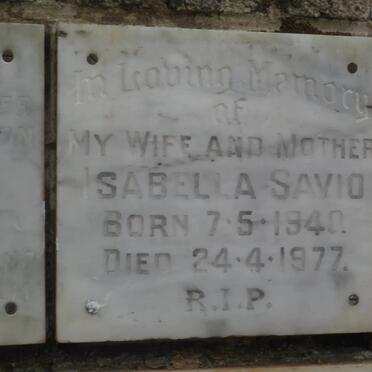 In Loving Memory
of
My Wife and Mother
Isabella Savio
Born 7·5·1940.
Died 24·4·1977.
R.I.P.